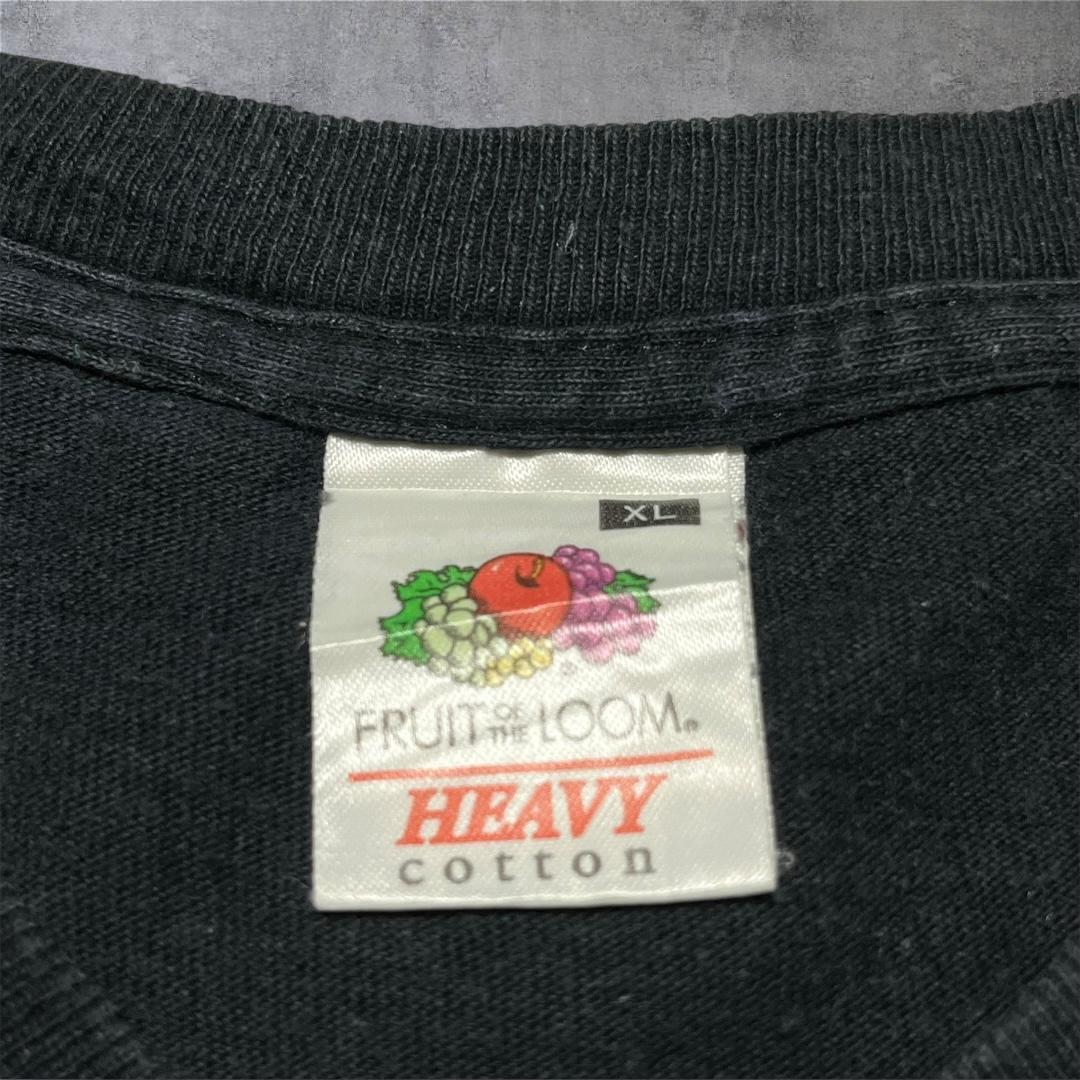 XL
®
FRUIT OF THE LOOM®
HEAVY
cotton